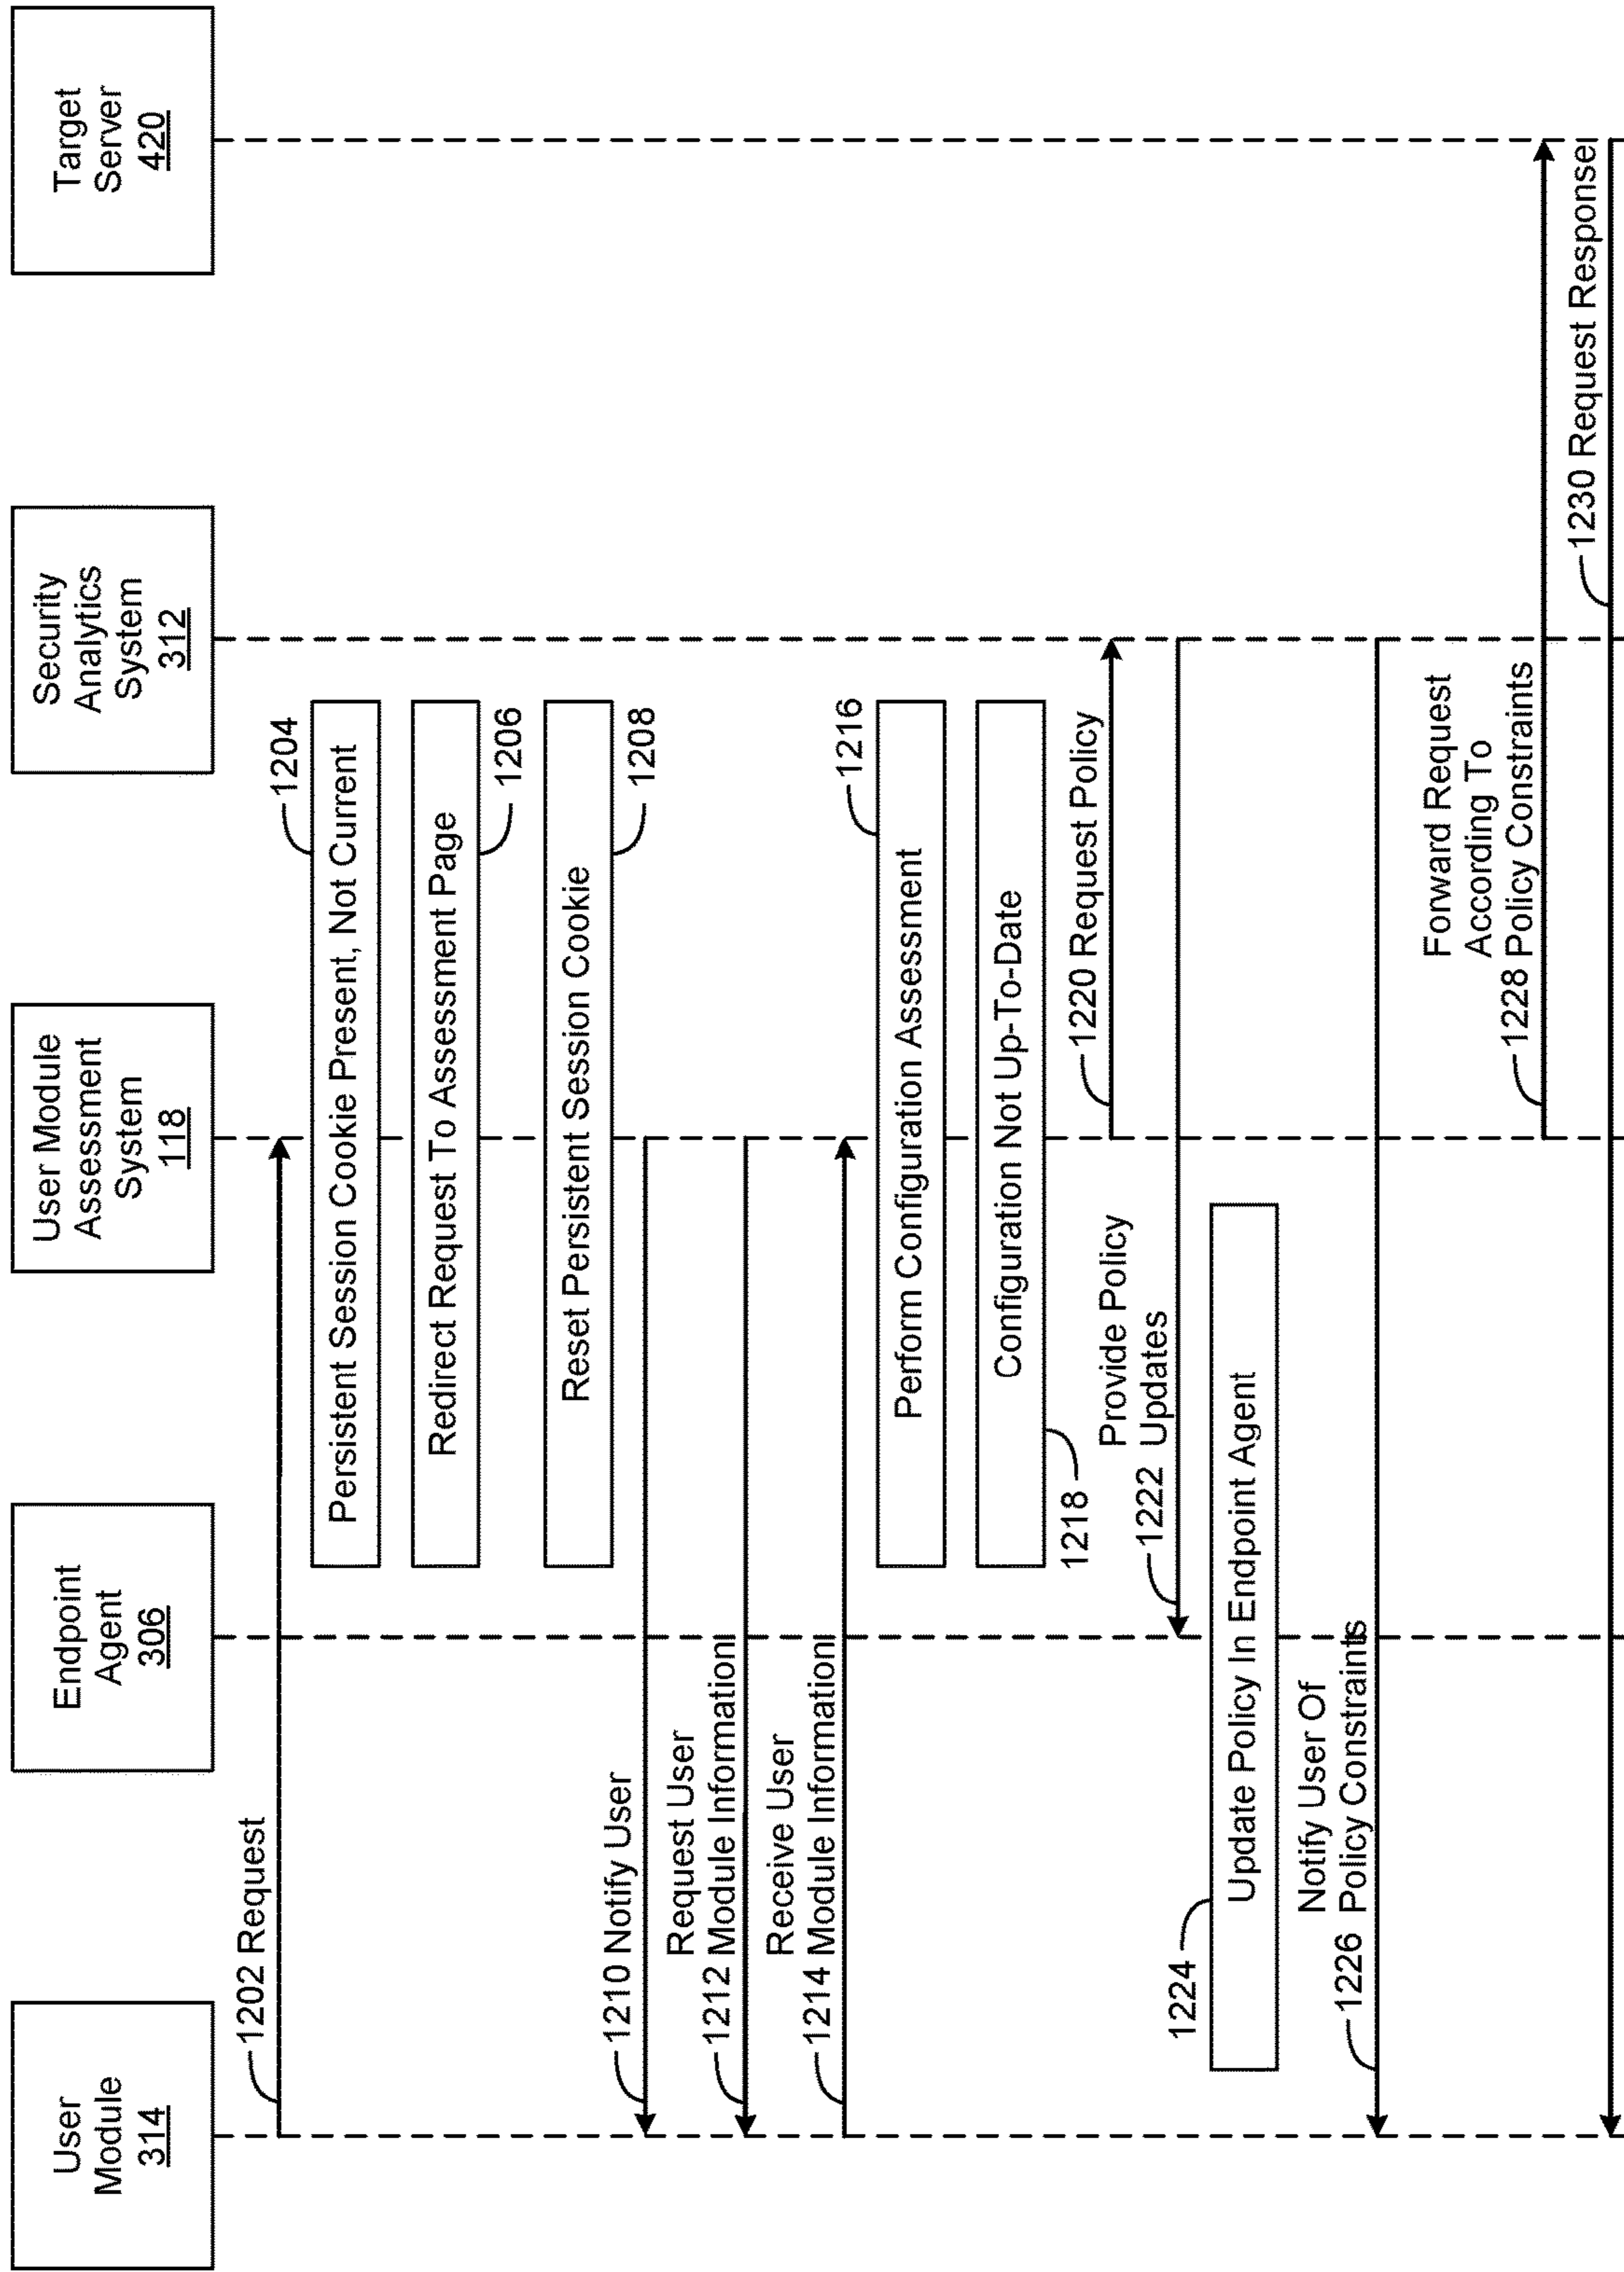 User
Module
314
Endpoint
Agent
306
User Module
Assessment
System
118
Security
Analytics
System
312
Target
Server
420
1202 Request
1204
Persistent Session Cookie Present, Not Current
Redirect Request To Assessment Page
1206
Reset Persistent Session Cookie
1208
1210 Notify User
Request User
1212 Module Information
Receive User
1214 Module Information
1216
Perform Configuration Assessment
Configuration Not Up-To-Date
1218
1220 Request Policy
Provide Policy
1222 Updates
1224
Update Policy In Endpoint Agent
Notify User Of
1226 Policy Constraints
Forward Request
According To
1228 Policy Constraints
1230 Request Response